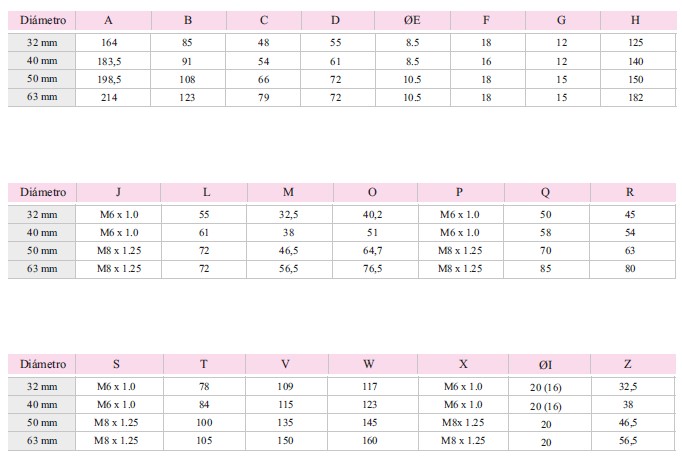 Diámetro A B C D ØE F G H
32 mm 164 85 48 55 8.5 18 12 125
40 mm 183,5 91 54 61 8.5 16 12 140
50 mm 198,5 108 66 72 10.5 18 15 150
63 mm 214 123 79 72 10.5 18 15 182
Diámetro J L M O P Q R
32 mm M6 x 1.0 55 32,5 40,2 M6 x 1.0 50 45
40 mm M6 x 1.0 61 38 51 M6 x 1.0 58 54
50 mm M8 x 1.25 72 46,5 64,7 M8 x 1.25 70 63
63 mm M8 x 1.25 72 56,5 76,5 M8 x 1.25 85 80
Diámetro S T V W X ØI Z
32 mm M6 x 1.0 78 109 117 M6 x 1.0 20 (16) 32,5
40 mm M6 x 1.0 84 115 123 M6 x 1.0 20 (16) 38
50 mm M8 x 1.25 100 135 145 M8x 1.25 20 46,5
63 mm M8 x 1.25 105 150 160 M8 x 1.25 20 56,5